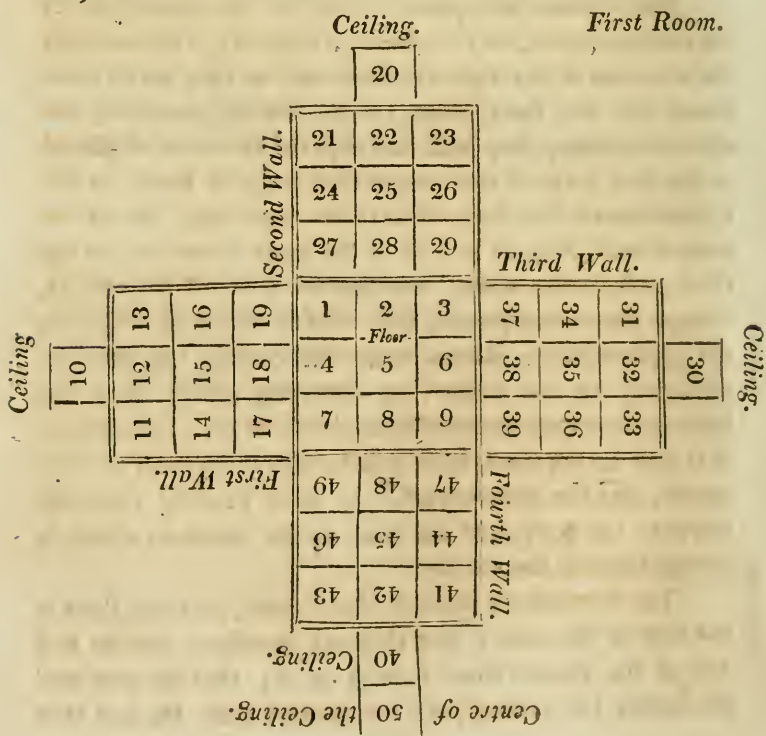 Ceiling. First Room.
20
Second Wall.
21 22 23
24 25 26
27 28 29
Third Wall.
Ceiling
10
13 16 19
12 15 18
11 14 17
First Wall.
1 2 3
-Floor-
4 5 6
7 8 9
37 34 31
38 35 32
39 36 33
30
Ceiling.
49 48 47
46 45 44
43 42 41
Fourth Wall.
Ceiling. 40
Centre of 50 the Ceiling.